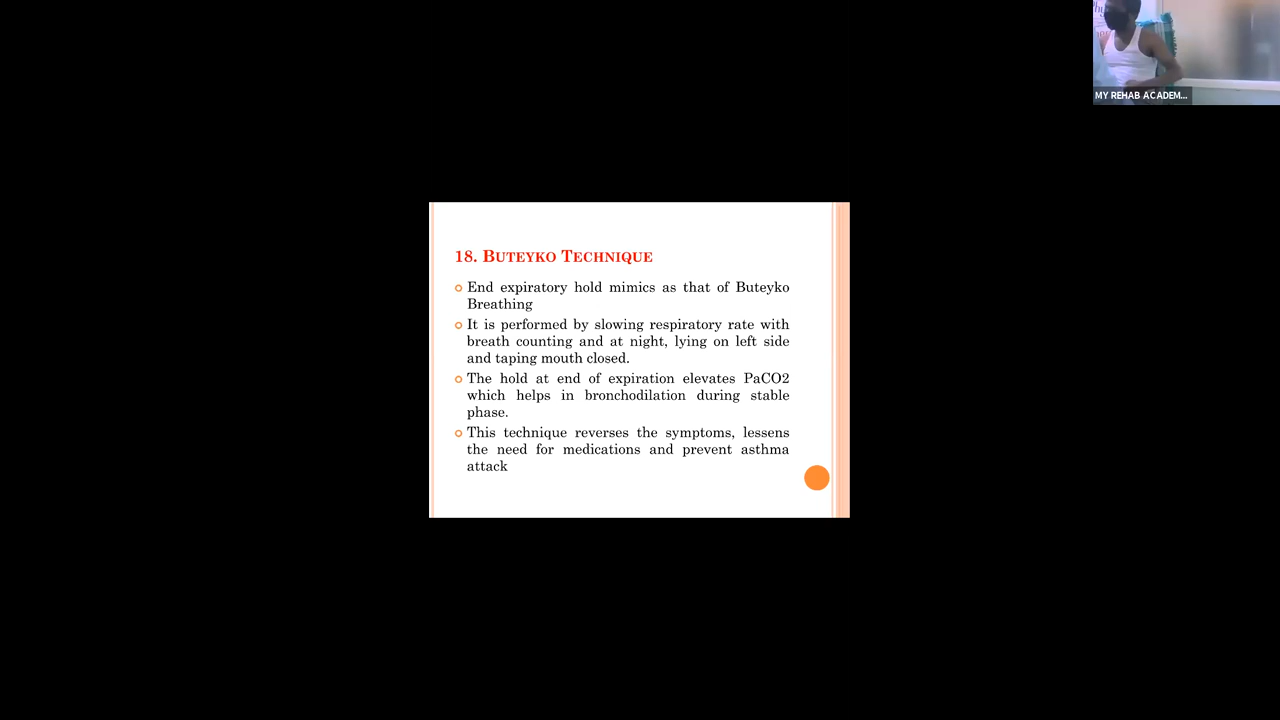 MY REHAB ACADEM...
18. BUTEYKO TECHNIQUE
End expiratory hold mimics as that of Buteyko
Breathing
It is performed by slowing respiratory rate with
breath counting and at night, lying on left side
and taping mouth closed.
The hold at end of expiration elevates PaCO2
which helps in bronchodilation during stable
phase.
This technique reverses the symptoms, lessens
the need for medications and prevent asthma
attack